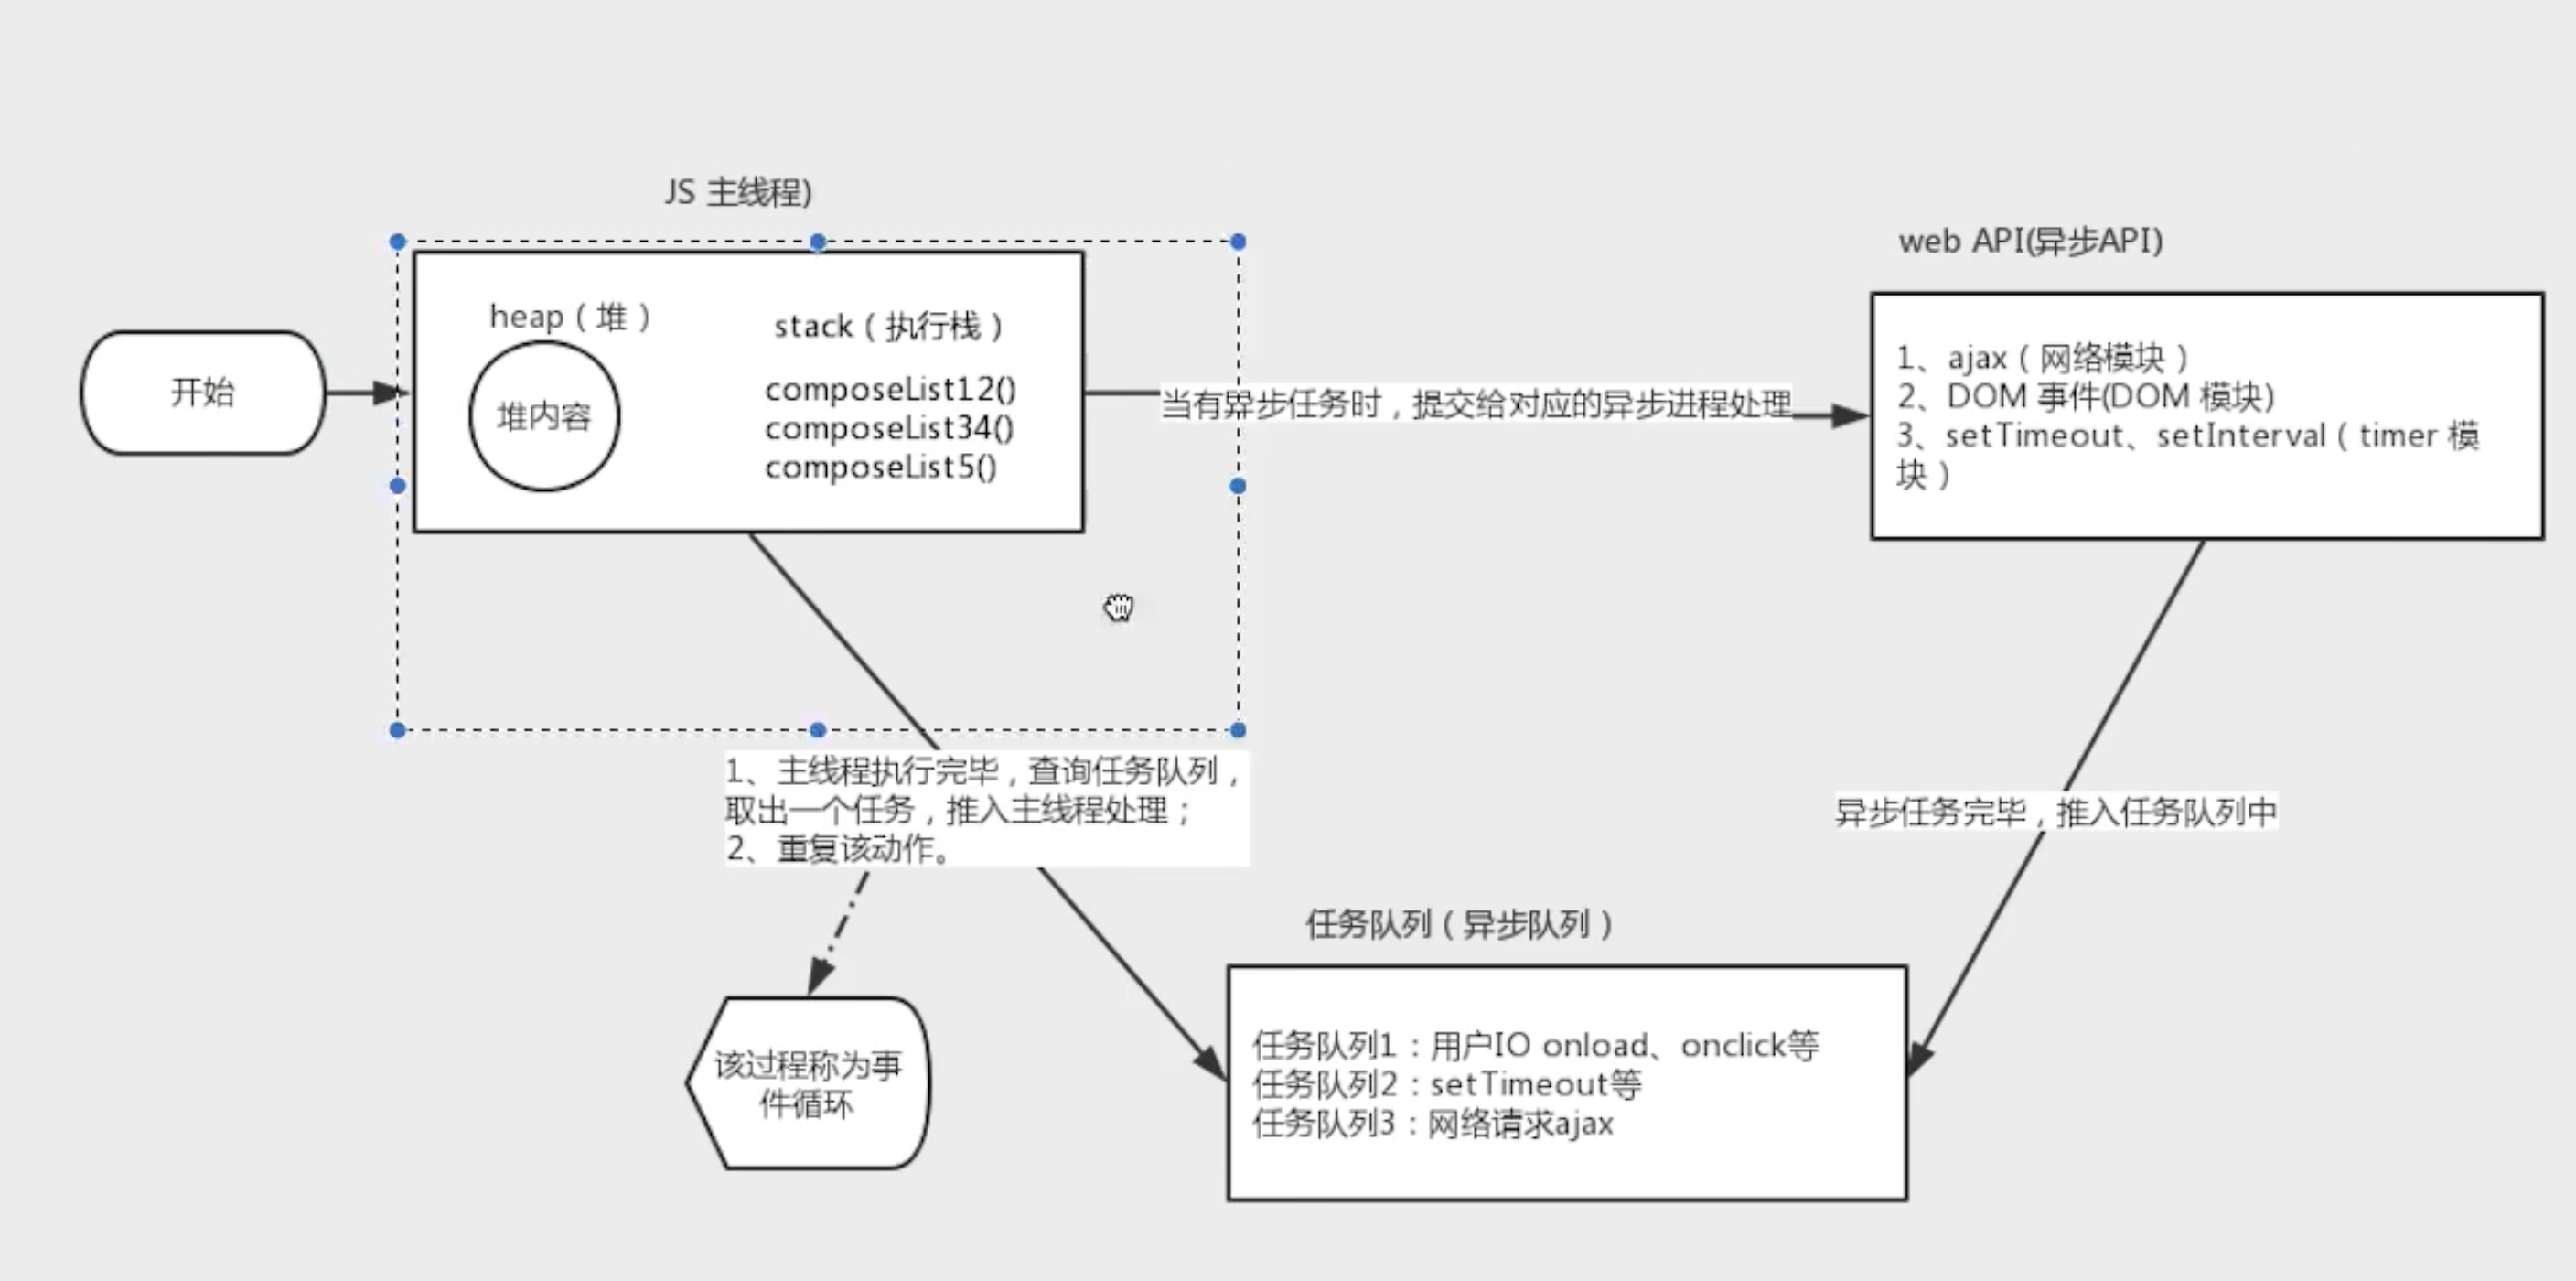 JS 主线程)
web API(异步API)
开始
heap（堆）
堆内容
stack（执行栈）
composeList12()
composeList34()
composeList5()
当有异步任务时，提交给对应的异步进程处理
1、ajax（网络模块）
2、DOM 事件(DOM 模块)
3、setTimeout、setInterval（timer 模
块）
1、主线程执行完毕，查询任务队列，
取出一个任务，推入主线程处理；
2、重复该动作。
异步任务完毕，推入任务队列中
任务队列（异步队列）
该过程称为事
件循环
任务队列1：用户IO onload、onclick等
任务队列2：setTimeout等
任务队列3：网络请求ajax